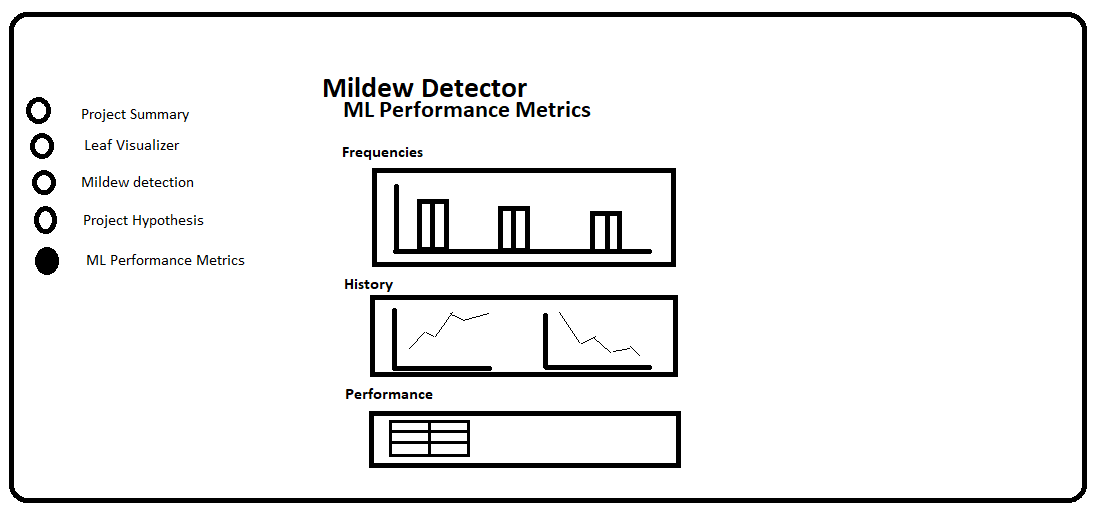 Mildew Detector
ML Performance Metrics
Project Summary
Leaf Visualizer
Mildew detection
Project Hypothesis
ML Performance Metrics
Frequencies
History
Performance